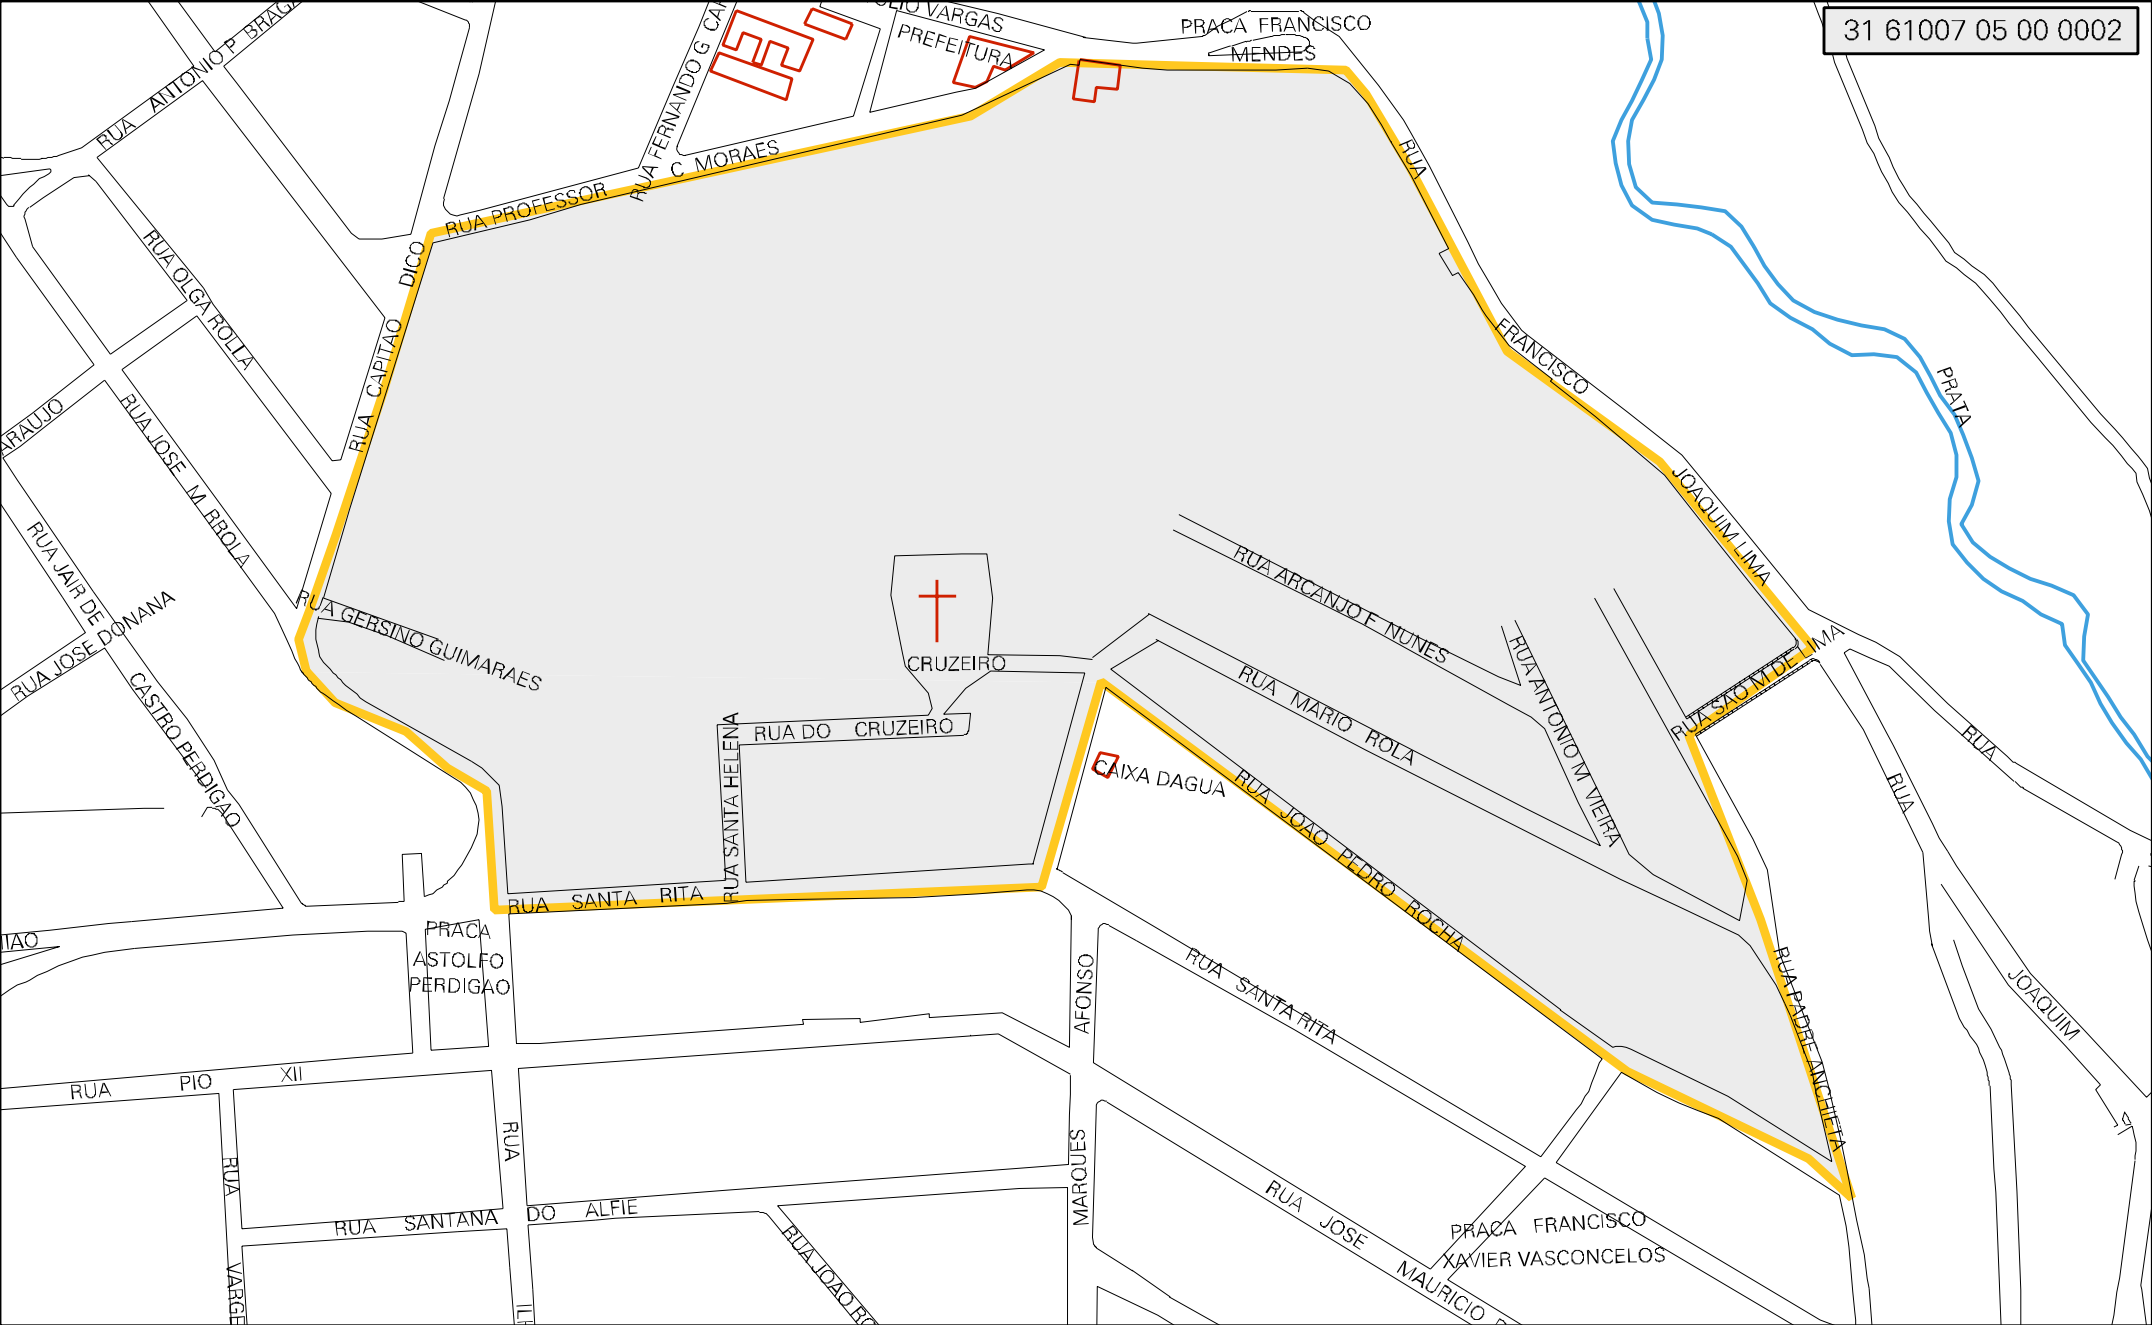 31 61007 05 00 0002
VARGAS
PREFEITURA
PRACA FRANCISCO
MENDES
RUA ANTONIO P BRAGA
RUA FERNANDO G
RUA PROFESSOR C MORAES
RUA CAPITAO DICO
RUA OLGA ROLLA
ARAUJO
RUA JOSE M RROLA
RUA JAIR DE CASTRO PERDIGAO
RUA JOSE DONANA
RUA GERSINO GUIMARAES
RUA FRANCISCO JOAQUIM LIMA
PRATA
RUA ARCANJO F NUNES
RUA ANTONIO M VIEIRA
RUA SAO M DE LIMA
CRUZEIRO
RUA MARIO ROLA
RUA DO CRUZEIRO
RUA SANTA HELENA
CAIXA DAGUA
RUA JOAO PEDRO ROCHA
RUA
RUA JOAQUIM
RUA SANTA RITA
PRACA
ASTOLFO
PERDIGAO
RUA PADRE ANCHIETA
RUA SANTA RITA
MARQUES AFONSO
RUA PIO XII
RUA
RUA
RUA SANTANA DO ALFIE
RUA JOSE MAURICIO
PRACA FRANCISCO
XAVIER VASCONCELOS
RUA JOAO